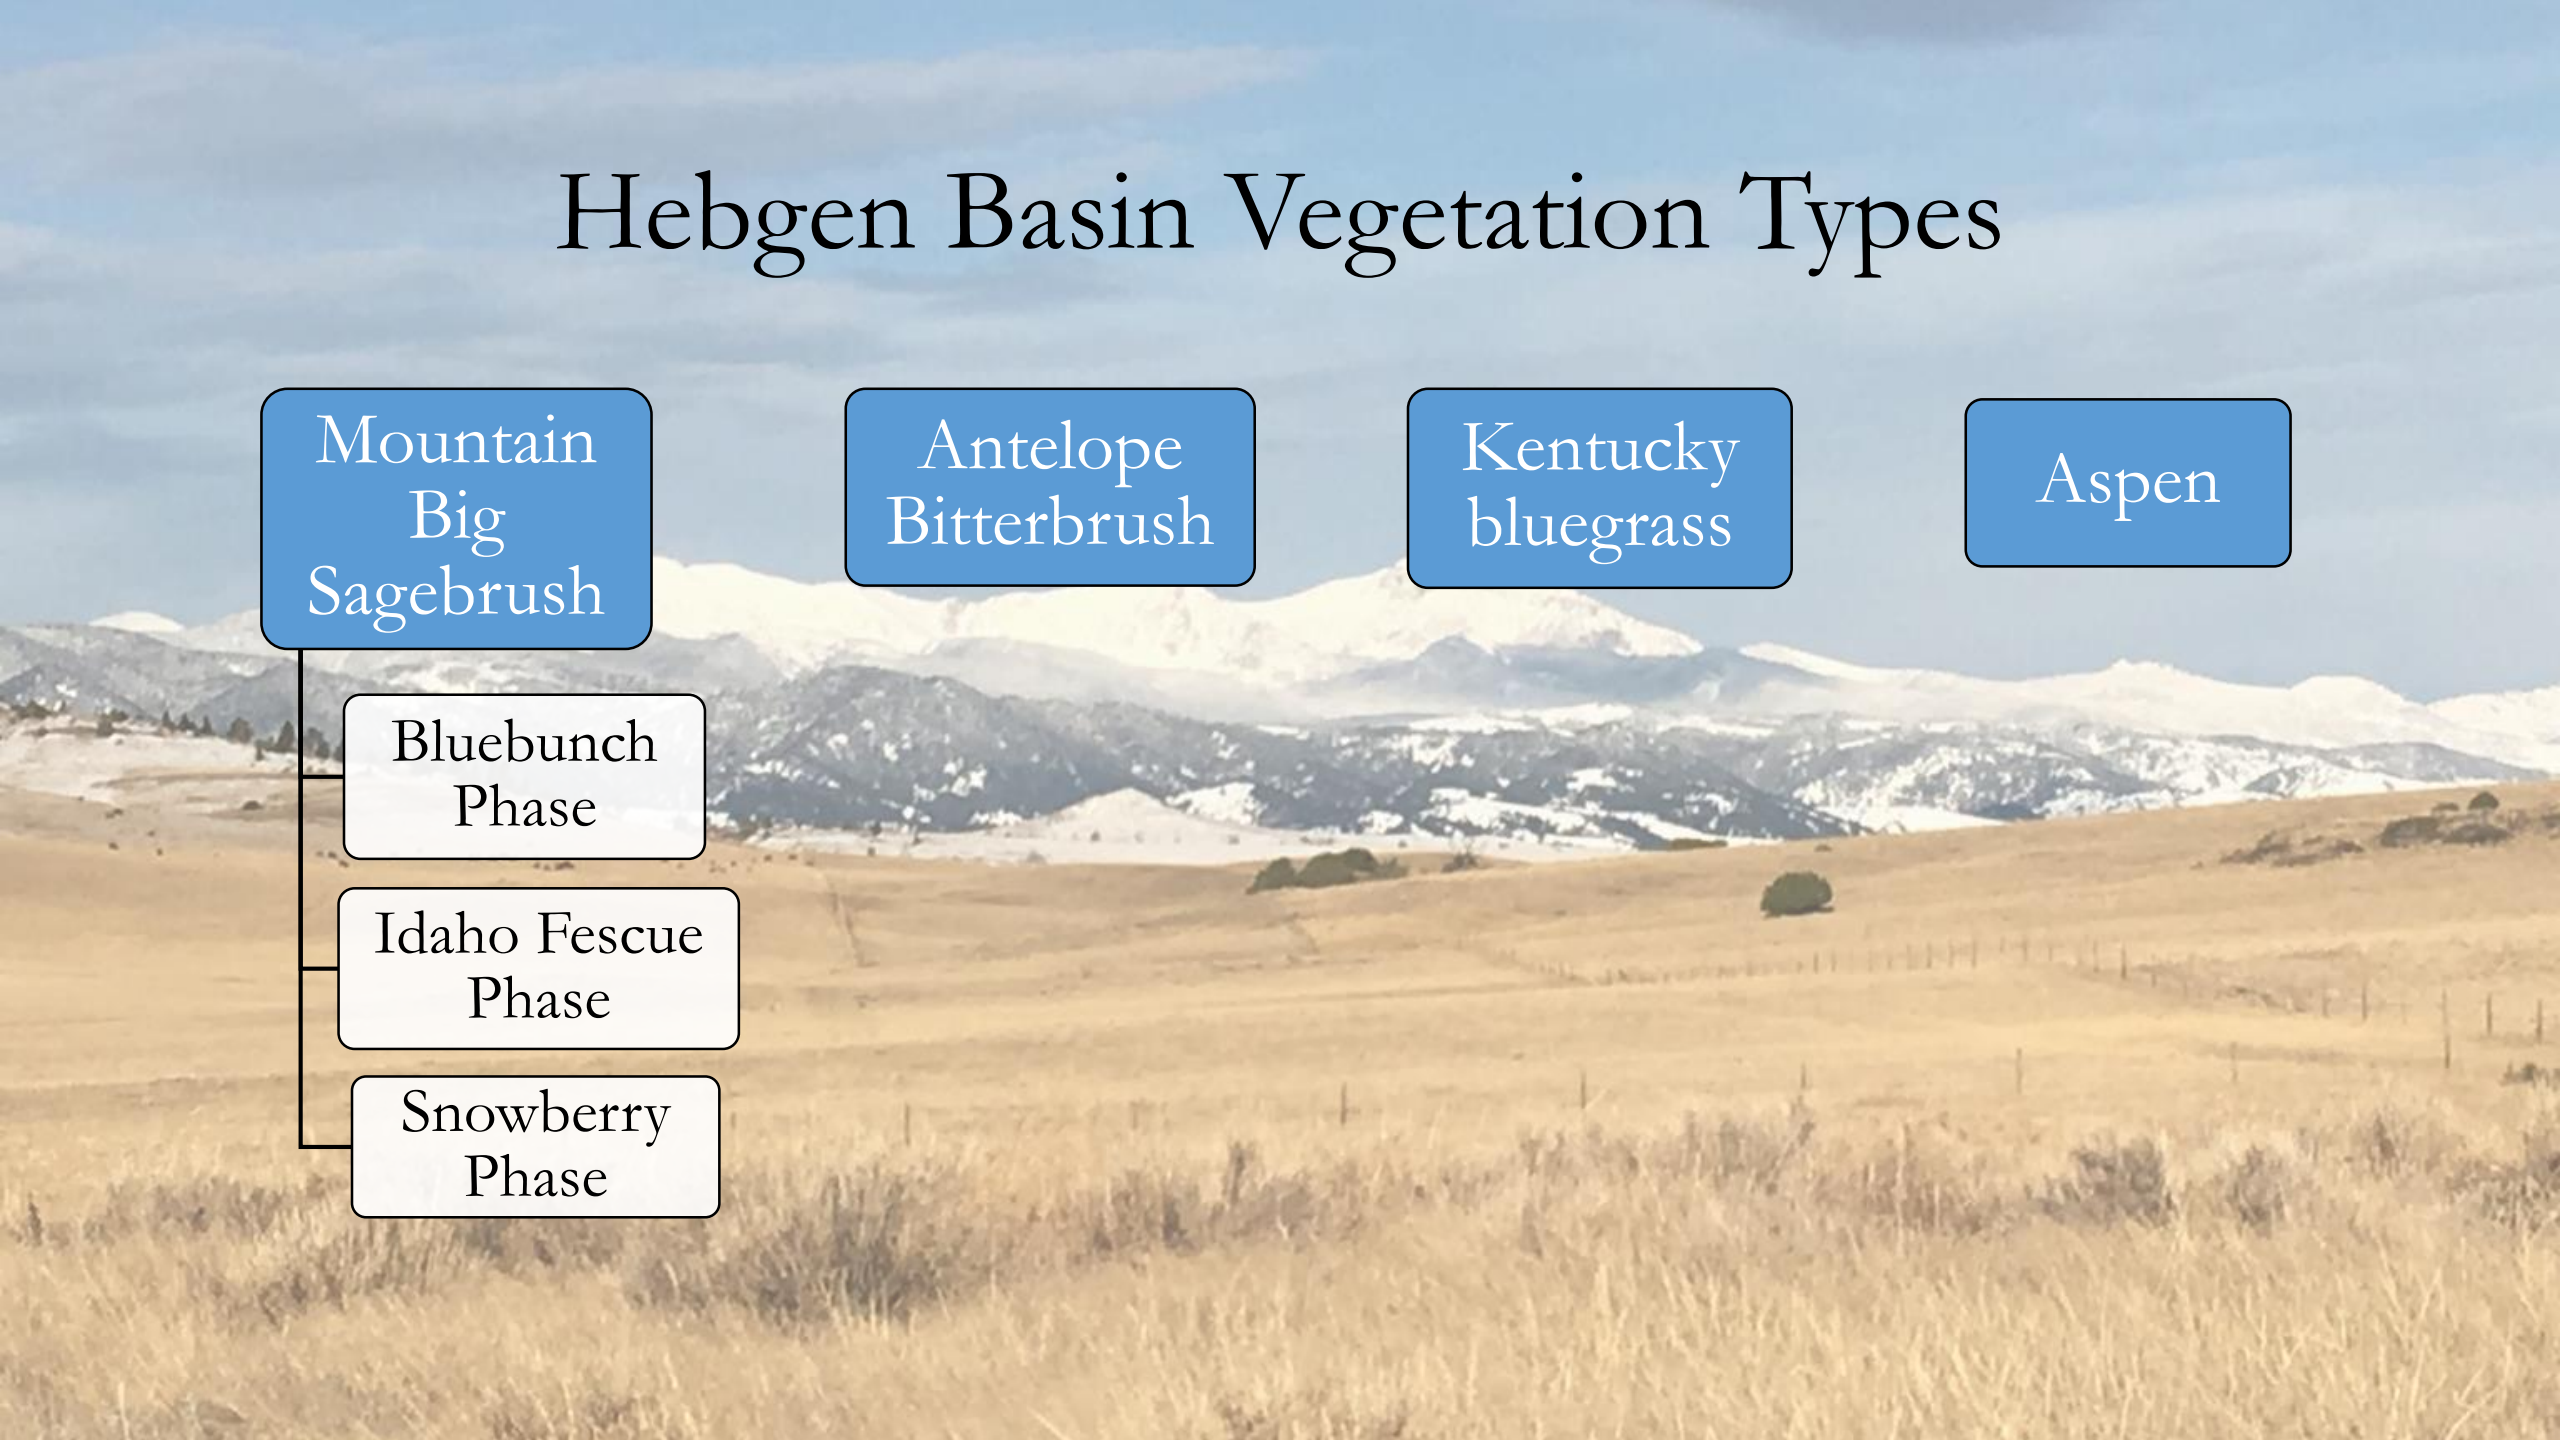 Hebgen Basin Vegetation Types
Mountain
Big
Sagebrush
Bluebunch
Phase
Idaho Fescue
Phase
Snowberry
Phase
Antelope
Bitterbrush
Kentucky
bluegrass
Aspen